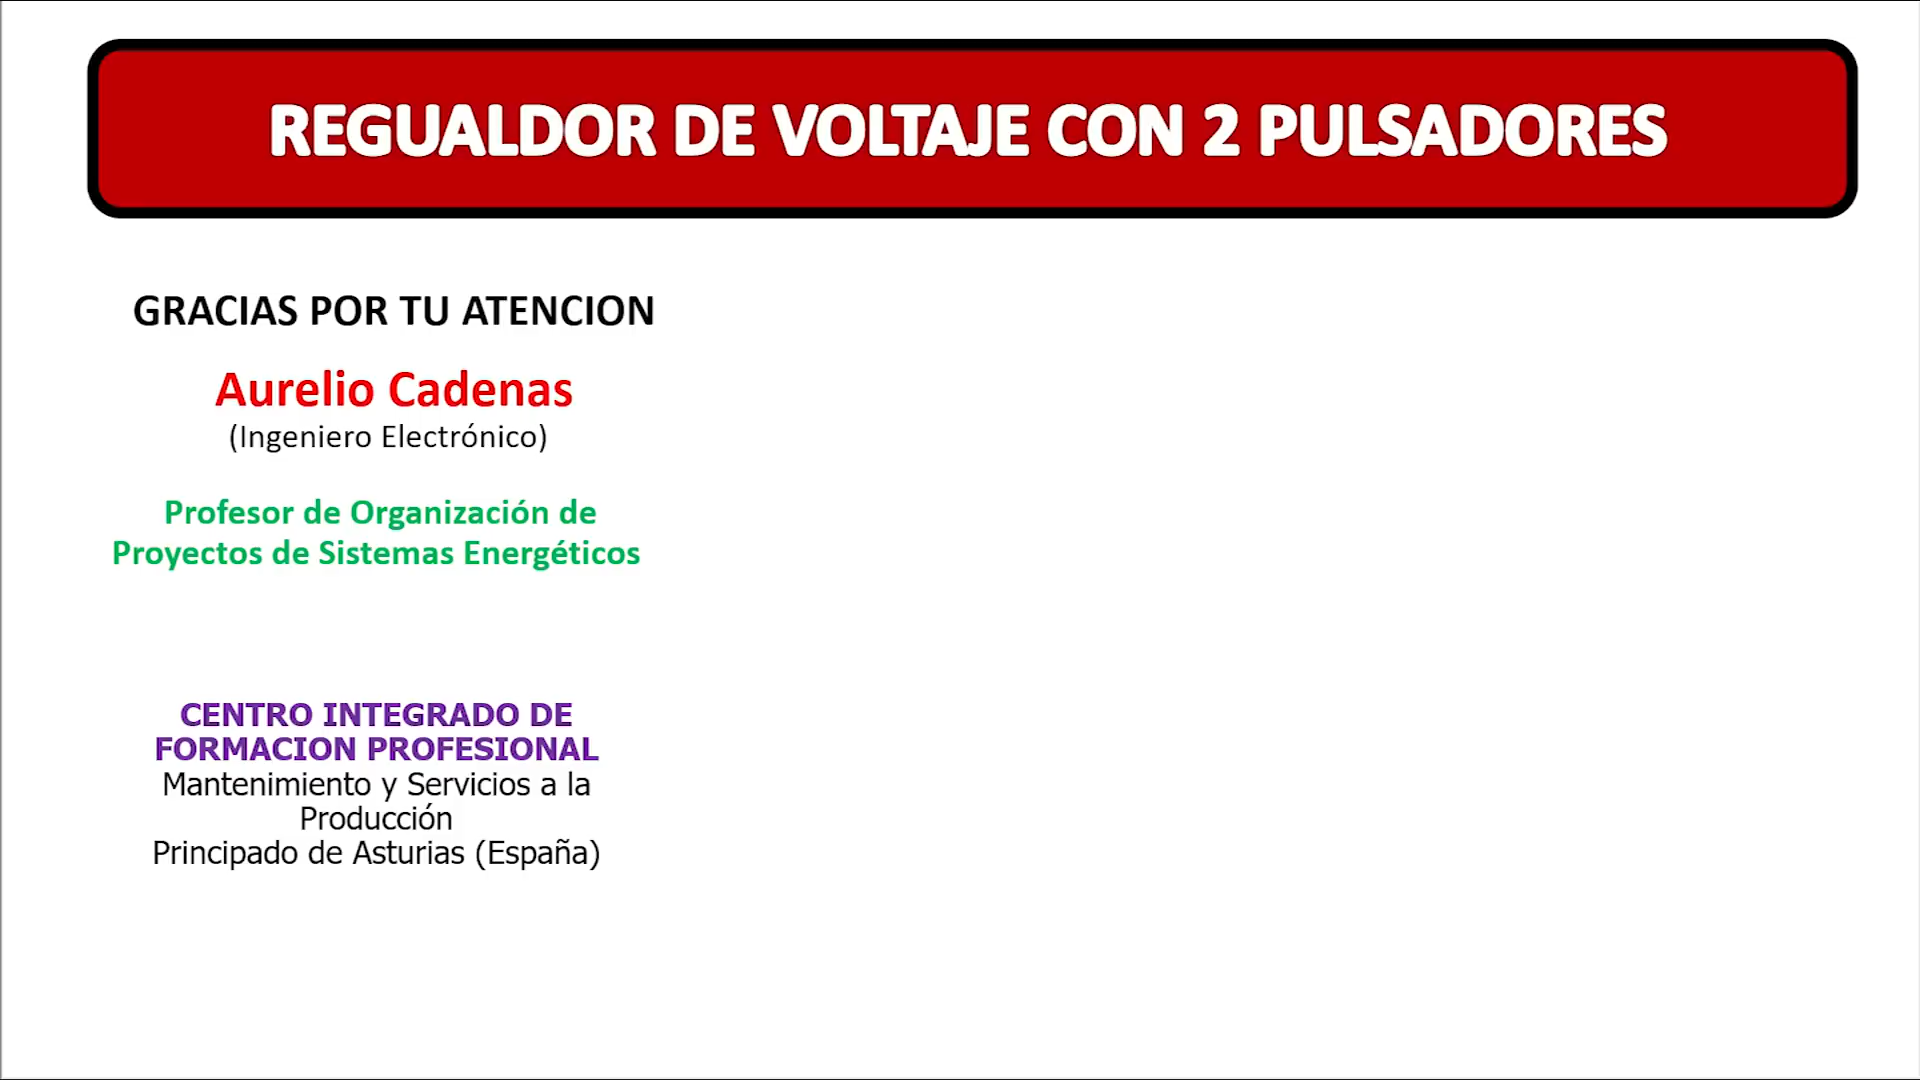 REGUALDOR DE VOLTAJE CON 2 PULSADORES
GRACIAS POR TU ATENCION
Aurelio Cadenas
(Ingeniero Electrónico)
Profesor de Organización de
Proyectos de Sistemas Energéticos
CENTRO INTEGRADO DE
FORMACION PROFESIONAL
Mantenimiento y Servicios a la
Producción
Principado de Asturias (España)